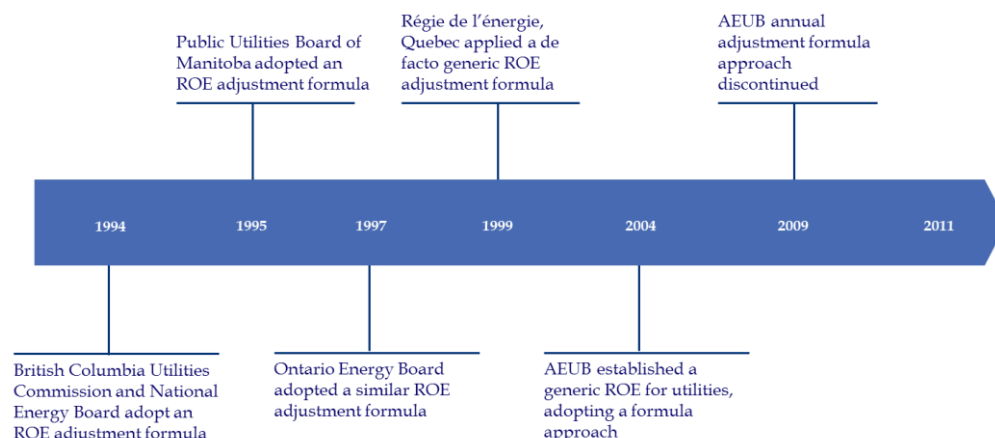 Public Utilities Board of
Manitoba adopted an
ROE adjustment formula
Régie de l’énergie,
Quebec applied a de
facto generic ROE
adjustment formula
AEUB annual
adjustment formula
approach
discontinued
1994
1995
1997
1999
2004
2009
2011
British Columbia Utilities
Commission and National
Energy Board adopt an
ROE adjustment formula
Ontario Energy Board
adopted a similar ROE
adjustment formula
AEUB established a
generic ROE for utilities,
adopting a formula
approach